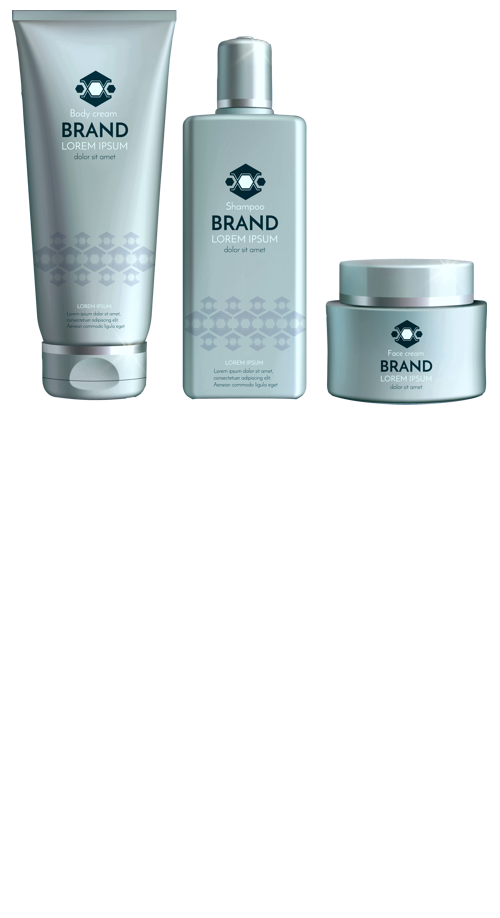 Body cream
BRAND
LOREM IPSUM
dolor sit amet
LOREM IPSUM
Lorem ipsum dolor sit amet,
consectetuer adipiscing elit
Aenean commodo ligula eget
Shampoo
BRAND
LOREM IPSUM
dolor sit amet
LOREM IPSUM
Lorem ipsum dolor sit amet,
consectetuer adipiscing elit
Aenean commodo ligula eget
Face cream
BRAND
LOREM IPSUM
dolor sit amet